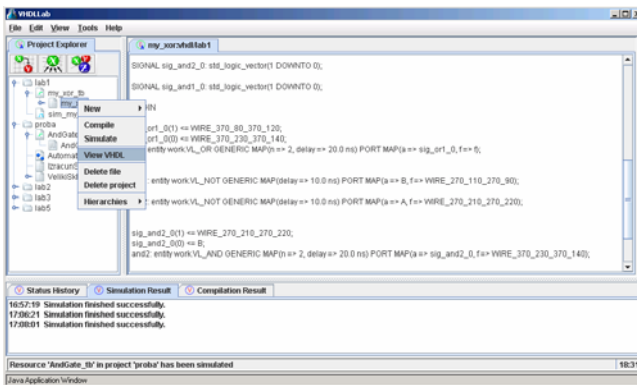 VHDLLab
File Edit View Tools Help
Project Explorer
my_xor:vhdl/lab1
SIGNAL sig_and2_0: std_logic_vector(1 DOWNTO 0);
SIGNAL sig_and1_0: std_logic_vector(1 DOWNTO 0);
lab1
my_xor_tb
sim_my
proba
AndGate
Automat
IzracunS
VelikiSkl
lab2
lab3
lab5
New
Compile
Simulate
View VHDL
Delete file
Delete project
Hierarchies
or1_0(1) <= WIRE_370_80_370_120;
or1_0(0) <= WIRE_370_230_370_140;
entity work.VL_OR GENERIC MAP(n => 2, delay => 20.0 ns) PORT MAP(a => sig_or1_0, f => f);
: entity work.VL_NOT GENERIC MAP(delay => 10.0 ns) PORT MAP(a => B, f => WIRE_270_110_270_90);
: entity work.VL_NOT GENERIC MAP(delay => 10.0 ns) PORT MAP(a => A, f => WIRE_270_210_270_220);
sig_and2_0(1) <= WIRE_270_210_270_220;
sig_and2_0(0) <= B;
and2: entity work.VL_AND GENERIC MAP(n => 2, delay => 20.0 ns) PORT MAP(a => sig_and2_0, f => WIRE_370_230_370_140);
Status History Simulation Result Compilation Result
16:57:19 Simulation finished successfully.
17:06:21 Simulation finished successfully.
17:08:01 Simulation finished successfully.
Resource 'AndGate_tb' in project 'proba' has been simulated
18:31
Java Application Window